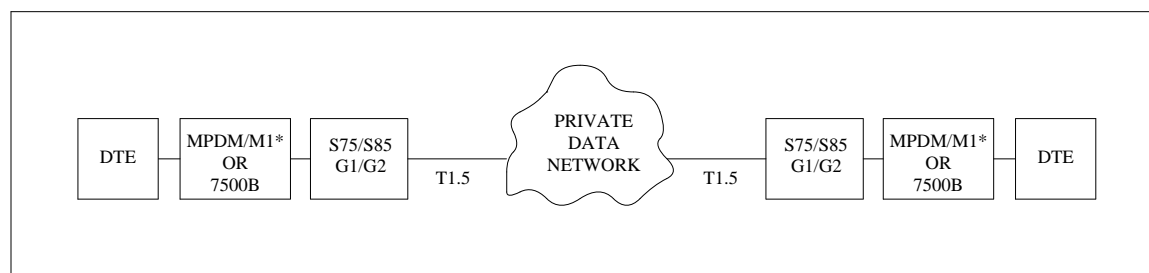 DTE
MPDM/M1*
OR
7500B
S75/S85
G1/G2
T1.5
PRIVATE
DATA
NETWORK
T1.5
S75/S85
G1/G2
MPDM/M1*
OR
7500B
DTE